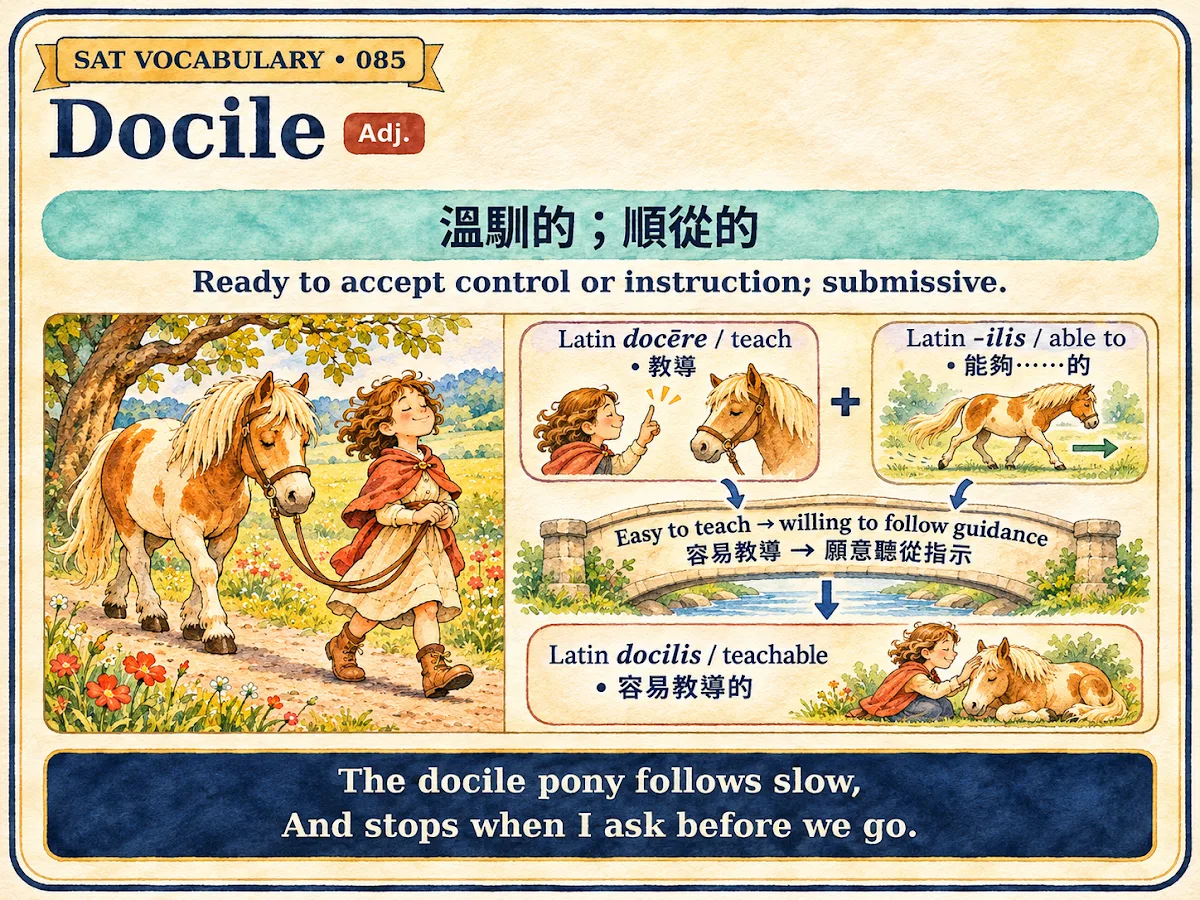 SAT VOCABULARY • 085
Docile
Adj.
溫馴的；順從的
Ready to accept control or instruction; submissive.
Latin docēre / teach
• 教導
+
Latin -ilis / able to
• 能夠……的
Easy to teach → willing to follow guidance
容易教導 → 願意聽從指示
Latin docilis / teachable
• 容易教導的
The docile pony follows slow,
And stops when I ask before we go.